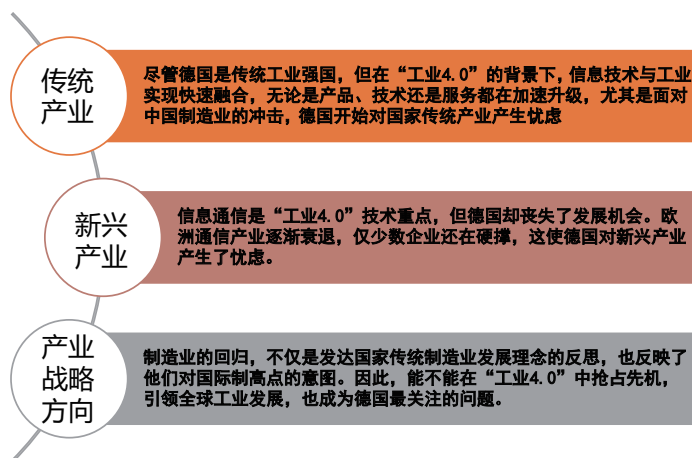 传统
产业
尽管德国是传统工业强国，但在“工业4.0”的背景下，信息技术与工业
实现快速融合，无论是产品、技术还是服务都在加速升级，尤其是面对
中国制造业的冲击，德国开始对国家传统产业产生忧虑
新兴
产业
信息通信是“工业4.0”技术重点，但德国却丧失了发展机会。欧
洲通信产业逐渐衰退，仅少数企业还在硬撑，这使德国对新兴产业
产生了忧虑。
产业
战略
方向
制造业的回归，不仅是发达国家传统制造业发展理念的反思，也反映了
他们对国际制高点的意图。因此，能不能在“工业4.0”中抢占先机，
引领全球工业发展，也成为德国最关注的问题。